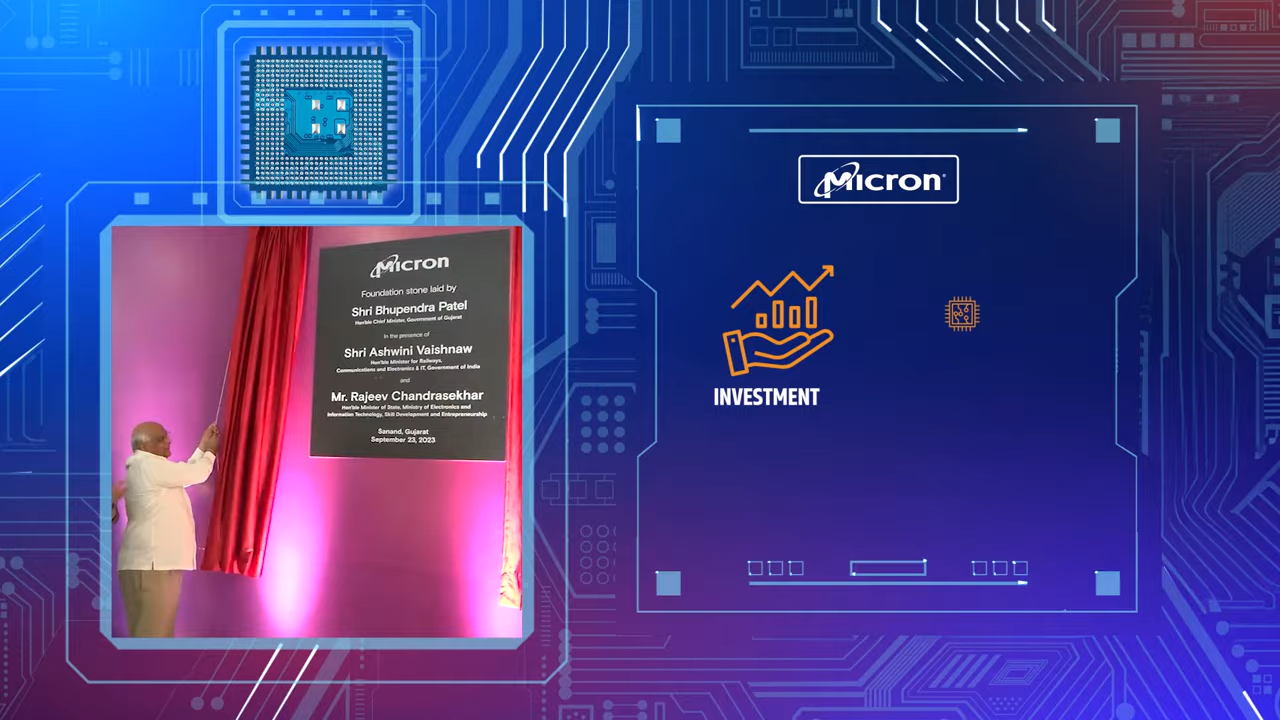 Micron
Foundation stone laid by
Shri Bhupendra Patel
Hon'ble Chief Minister, Government of Gujarat
In the presence of
Shri Ashwini Vaishnaw
Hon'ble Minister for Railways,
Communications and Electronics & IT, Government of India
and
Mr. Rajeev Chandrasekhar
Hon'ble Minister of State, Ministry of Electronics and
Information Technology, Skill Development and Entrepreneurship
Sanand, Gujarat
September 23, 2023
Micron®
INVESTMENT